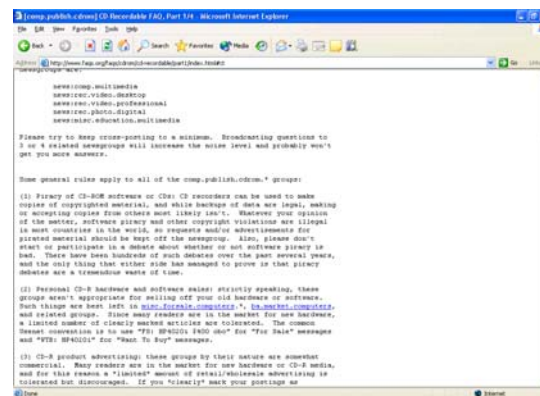 [comp.publish.cdrom] CD-Recordable FAQ, Part 1/4 - Microsoft Internet Explorer
File Edit View Favorites Tools Help
Back Search Favorites Media
Address http://www.faqs.org/faqs/cdrom/cd-recordable/part1/index.html Go Links
newsgroups are:
news:comp.multimedia
news:rec.video.desktop
news:rec.video.professional
news:rec.photo.digital
news:misc.education.multimedia
Please try to keep cross-posting to a minimum. Broadcasting questions to
3 or 4 related newsgroups will increase the noise level and probably won't
get you more answers.
Some general rules apply to all of the comp.publish.cdrom.* groups:
(1) Piracy of CD-ROM software or CDs: CD recorders can be used to make
copies of copyrighted material, and while backups of data are legal, making
or accepting copies from others most likely isn't. Whatever your opinion
of the matter, software piracy and other copyright violations are illegal
in most countries in the world, so requests and/or advertisements for
pirated material should be kept off the newsgroup. Also, please don't
start or participate in a debate about whether or not software piracy is
bad. There have been hundreds of such debates over the past several years,
and the only thing that either side has managed to prove is that piracy
debates are a tremendous waste of time.
(2) Personal CD-R hardware and software sales: strictly speaking, these
groups aren't appropriate for selling off your old hardware or software.
Such things are best left in misc.forsale.computers.*, ba.market.computers,
and related groups. Since many readers are in the market for new hardware,
a limited number of clearly marked articles are tolerated. The common
Usenet convention is to use "FS: HP4020i $400 obo" for "For Sale" messages
and "WTB: HP4020i" for "Want To Buy" messages.
(3) CD-R product advertising: these groups by their nature are somewhat
commercial. Many readers are in the market for new hardware or CD-R media,
and for this reason a *limited* amount of retail/wholesale advertising is
tolerated but discouraged. If you *clearly* mark your postings as
Done Internet